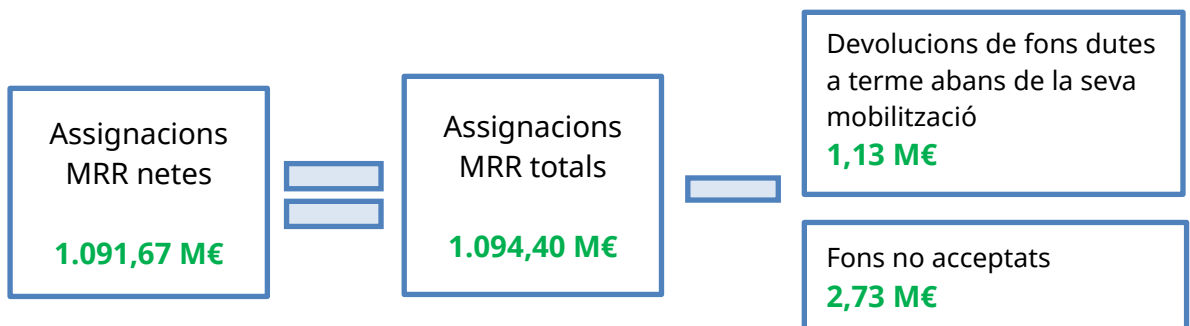 Assignacions
MRR netes
1.091,67 M€
Assignacions
MRR totals
1.094,40 M€
Devolucions de fons dutes
a terme abans de la seva
mobilització
1,13 M€
Fons no acceptats
2,73 M€